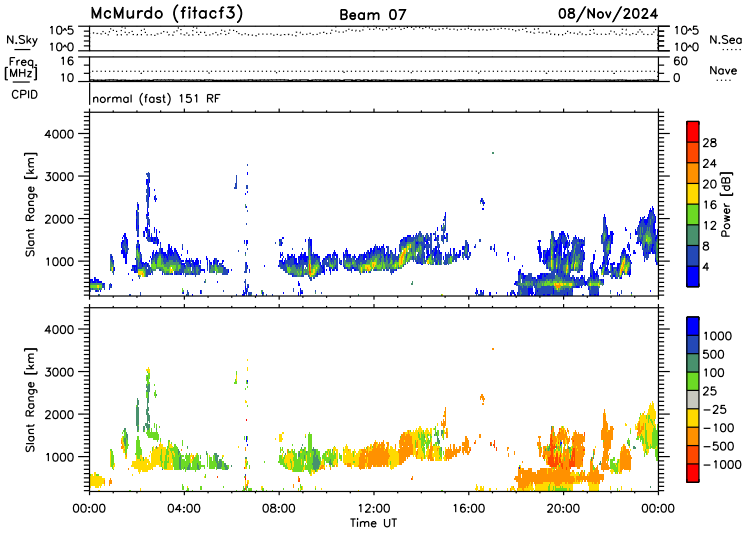 McMurdo (fitacf3) Beam 07 08/Nov/2024
N.Sky 10^5 10^5 N.Sea
10^0 10^0
Freq. 16 60
[MHz] 10 0 Nave
CPID normal (fast) 151 RF
4000
3000
2000
1000
Slant Range [km]
28
24
20
16
12
8
4
Power [dB]
4000
3000
2000
1000
Slant Range [km]
1000
500
100
25
-25
-100
-500
-1000
00:00 04:00 08:00 12:00 16:00 20:00 00:00
Time UT